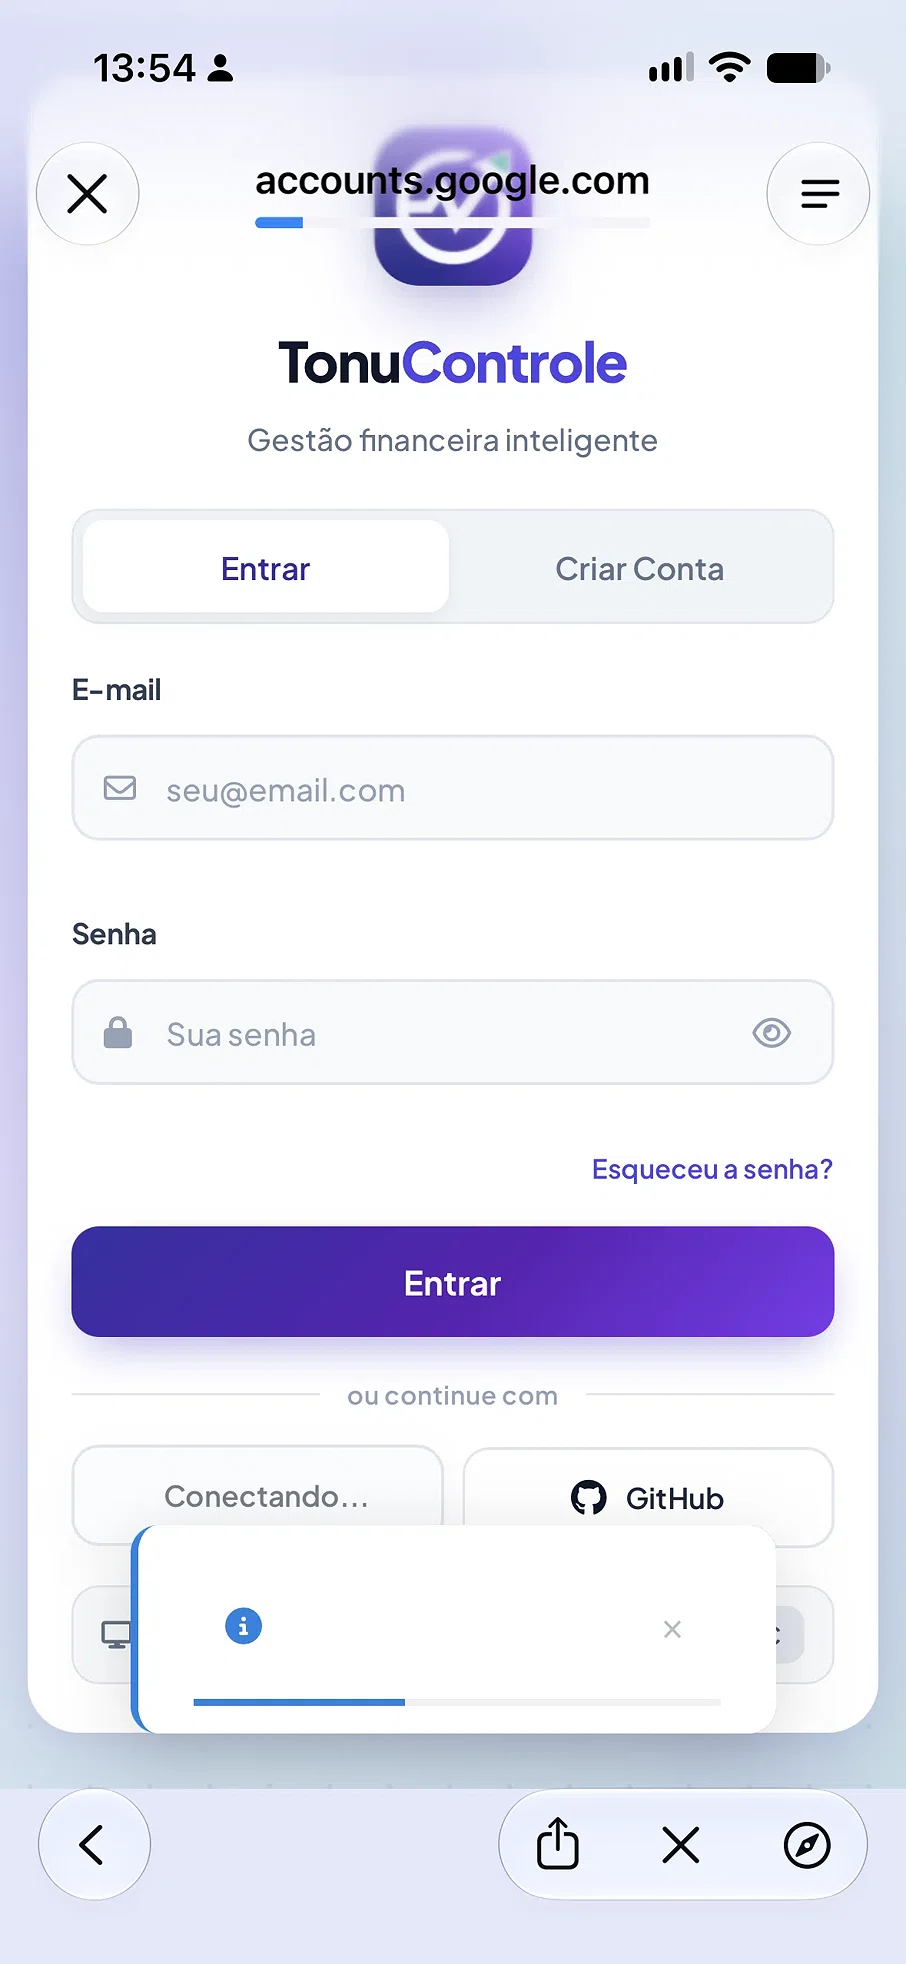 13:54
accounts.google.com
TonuControle
Gestão financeira inteligente
Entrar
Criar Conta
E-mail
seu@email.com
Senha
Sua senha
Esqueceu a senha?
Entrar
ou continue com
Conectando...
GitHub